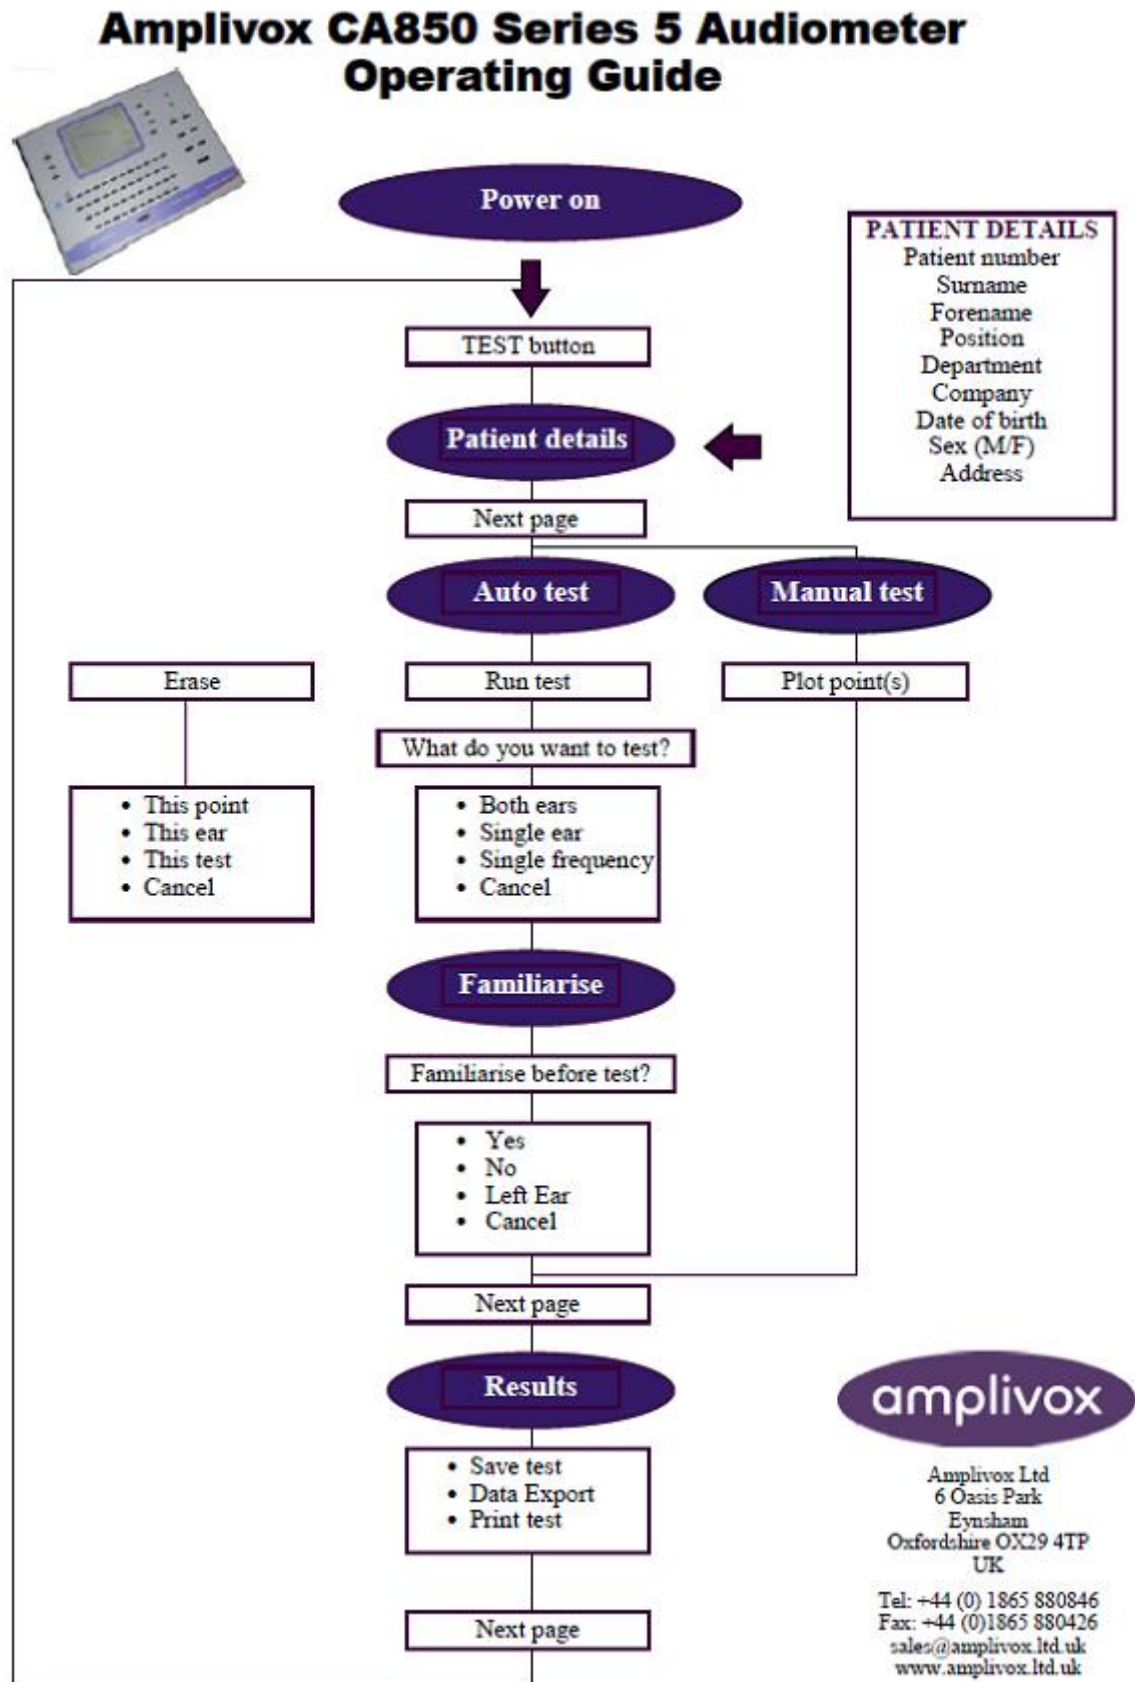 Amplivox CA850 Series 5 Audiometer
Operating Guide
Power on
PATIENT DETAILS
Patient number
Surname
Forename
Position
Department
Company
Date of birth
Sex (M/F)
Address
TEST button
Patient details
Next page
Auto test
Manual test
Erase
Run test
Plot point(s)
What do you want to test?
• This point
• This ear
• This test
• Cancel
• Both ears
• Single ear
• Single frequency
• Cancel
Familiarise
Familiarise before test?
• Yes
• No
• Left Ear
• Cancel
Next page
Results
• Save test
• Data Export
• Print test
Next page
amplivox
Amplivox Ltd
6 Oasis Park
Eynsham
Oxfordshire OX29 4TP
UK
Tel: +44 (0) 1865 880846
Fax: +44 (0)1865 880426
sales@amplivox.ltd.uk
www.amplivox.ltd.uk